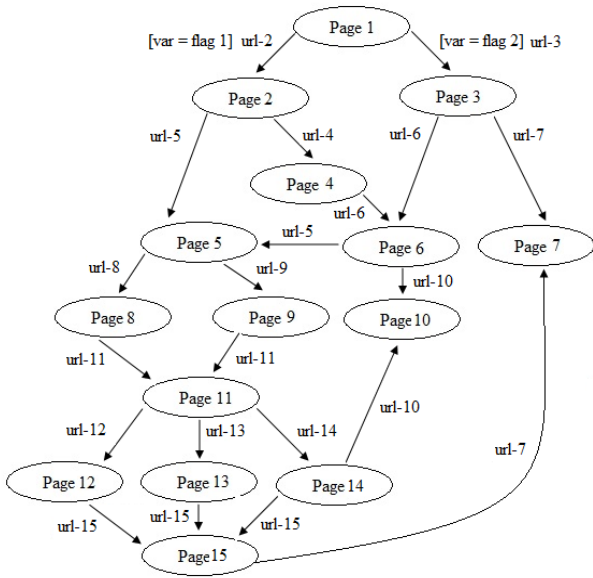 Page 1
[var = flag 1] url-2
[var = flag 2] url-3
Page 2
Page 3
url-5
url-4
url-6
url-7
Page 4
url-6
Page 5
url-5
Page 6
Page 7
url-8
url-9
url-10
Page 8
Page 9
Page10
url-11
url-11
Page 11
url-12
url-13
url-14
url-10
url-7
Page 12
Page 13
Page 14
url-15
url-15
url-15
Page15